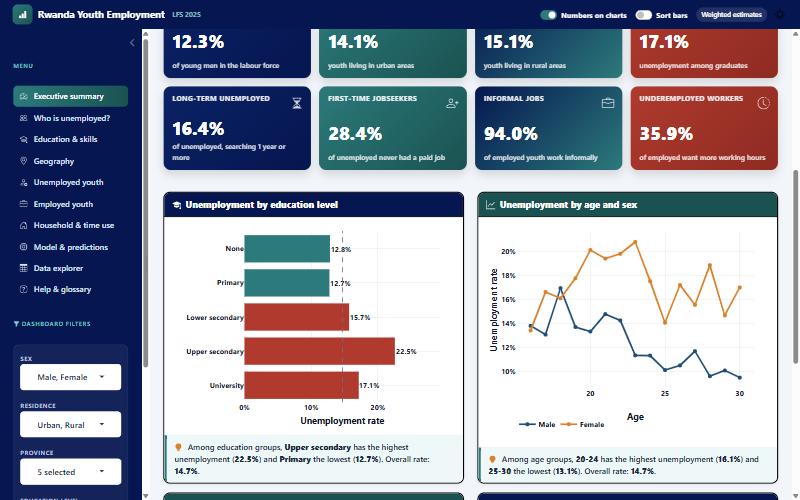 Rwanda Youth Employment LFS 2025
Numbers on charts
Sort bars
Weighted estimates
MENU
Executive summary
Who is unemployed?
Education & skills
Geography
Unemployed youth
Employed youth
Household & time use
Model & predictions
Data explorer
Help & glossary
DASHBOARD FILTERS
SEX
Male, Female
RESIDENCE
Urban, Rural
PROVINCE
5 selected
12.3%
of young men in the labour force
14.1%
youth living in urban areas
15.1%
youth living in rural areas
17.1%
unemployment among graduates
LONG-TERM UNEMPLOYED
16.4%
of unemployed, searching 1 year or
more
FIRST-TIME JOBSEEKERS
28.4%
of unemployed never had a paid job
INFORMAL JOBS
94.0%
of employed youth work informally
UNDEREMPLOYED WORKERS
35.9%
of employed want more working hours
Unemployment by education level
None
12.8%
Primary
12.7%
Lower secondary
15.7%
Upper secondary
22.5%
University
17.1%
0%
10%
20%
Unemployment rate
Among education groups, Upper secondary has the highest
unemployment (22.5%) and Primary the lowest (12.7%). Overall rate:
14.7%.
Unemployment by age and sex
Unemployment rate
20%
18%
16%
14%
12%
10%
20
25
30
Age
Male
Female
Among age groups, 20-24 has the highest unemployment (16.1%) and
25-30 the lowest (13.1%). Overall rate: 14.7%.